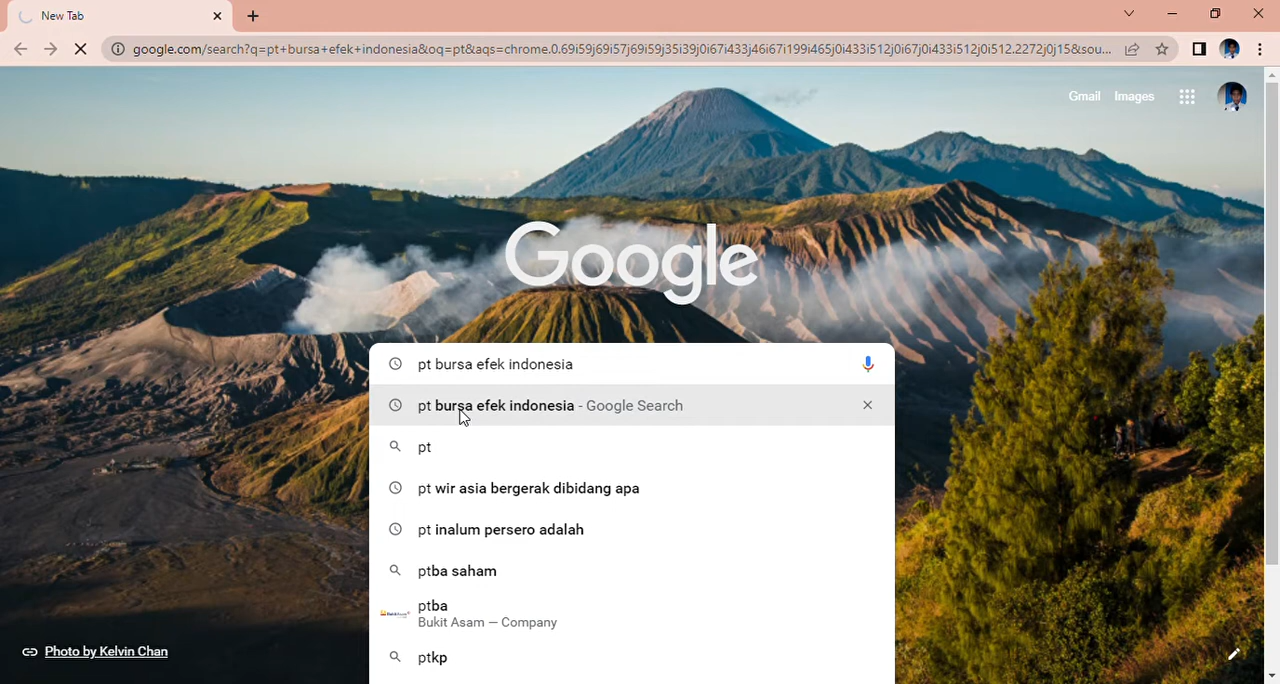 New Tab
google.com/search?q=pt+bursa+efek+indonesia&oq=pt&aqs=chrome.0.69i59j69i57j69i59j35i39j0i67i433j46i67i199i465j0i433i512j0i67j0i433i512j0i512.2272j0j15&sou...
Gmail Images
Google
pt bursa efek indonesia
pt bursa efek indonesia - Google Search
pt
pt wir asia bergerak dibidang apa
pt inalum persero adalah
ptba saham
ptba
Bukit Asam — Company
ptkp
Photo by Kelvin Chan